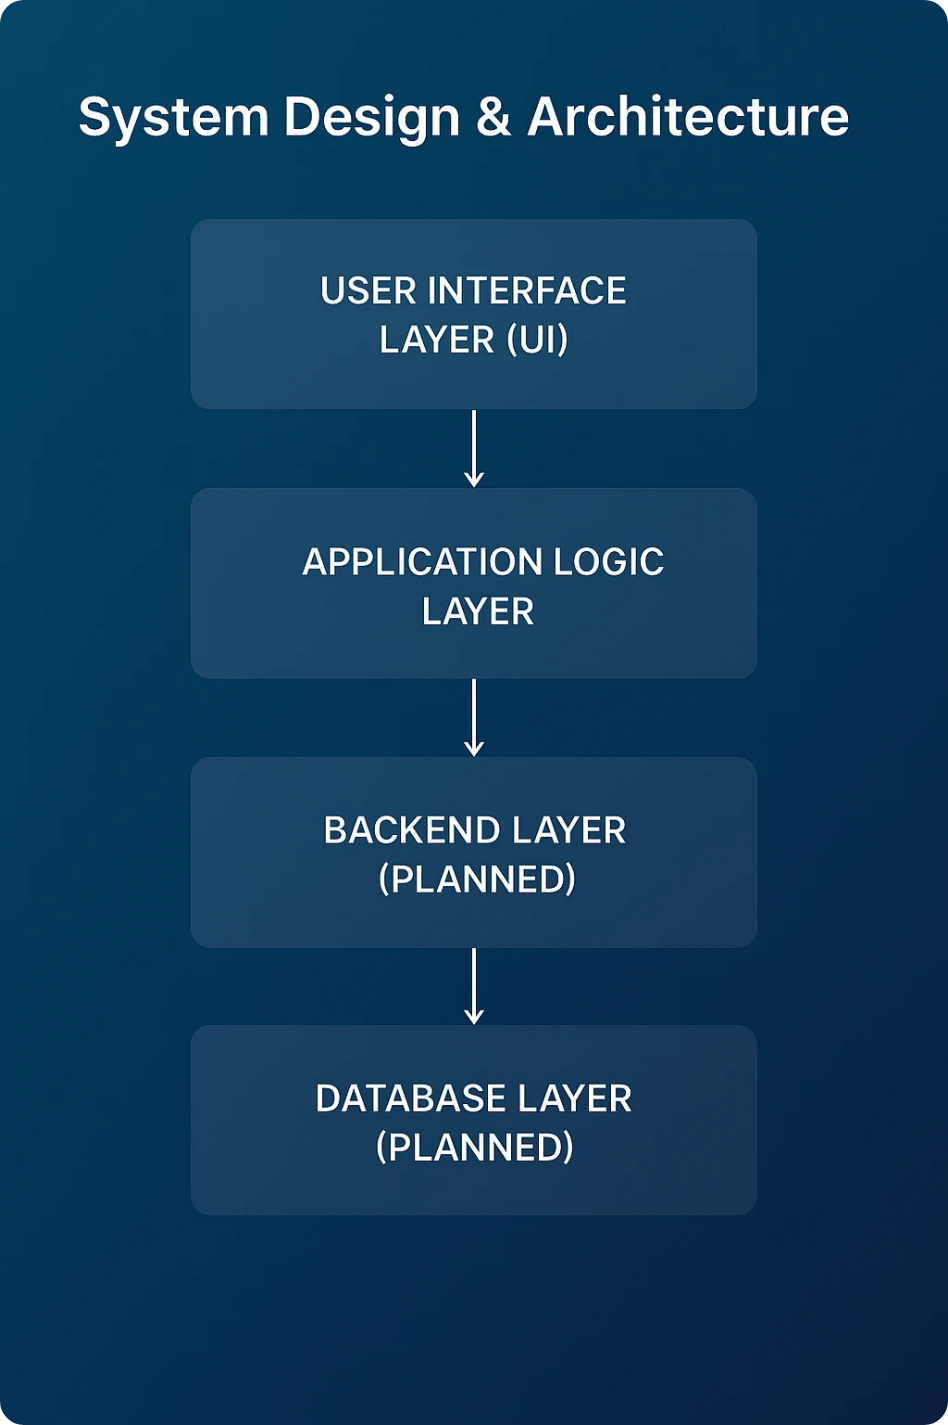 System Design & Architecture
USER INTERFACE
LAYER (UI)
APPLICATION LOGIC
LAYER
BACKEND LAYER
(PLANNED)
DATABASE LAYER
(PLANNED)